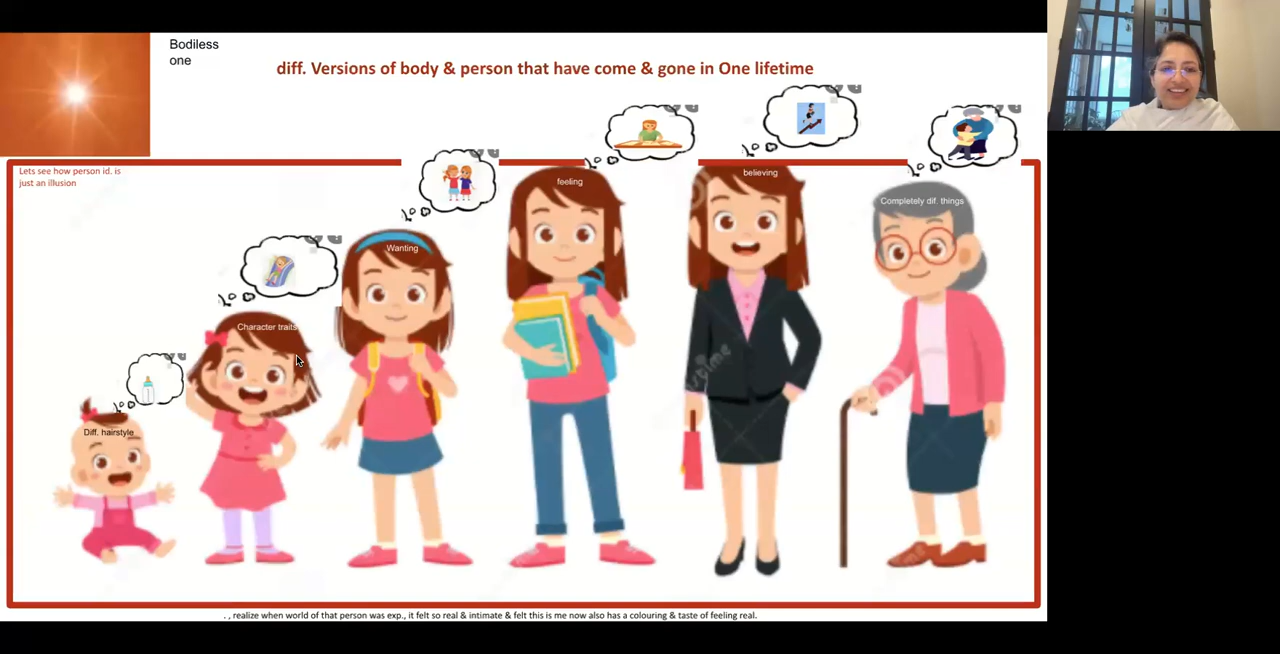 Bodiless
one
diff. Versions of body & person that have come & gone in One lifetime
Lets see how person id. is
just an illusion
Diff. hairstyle
Character traits
Wanting
feeling
believing
Completely dif. things
. , realize when world of that person was exp., it felt so real & intimate & felt this is me now also has a colouring & taste of feeling real.